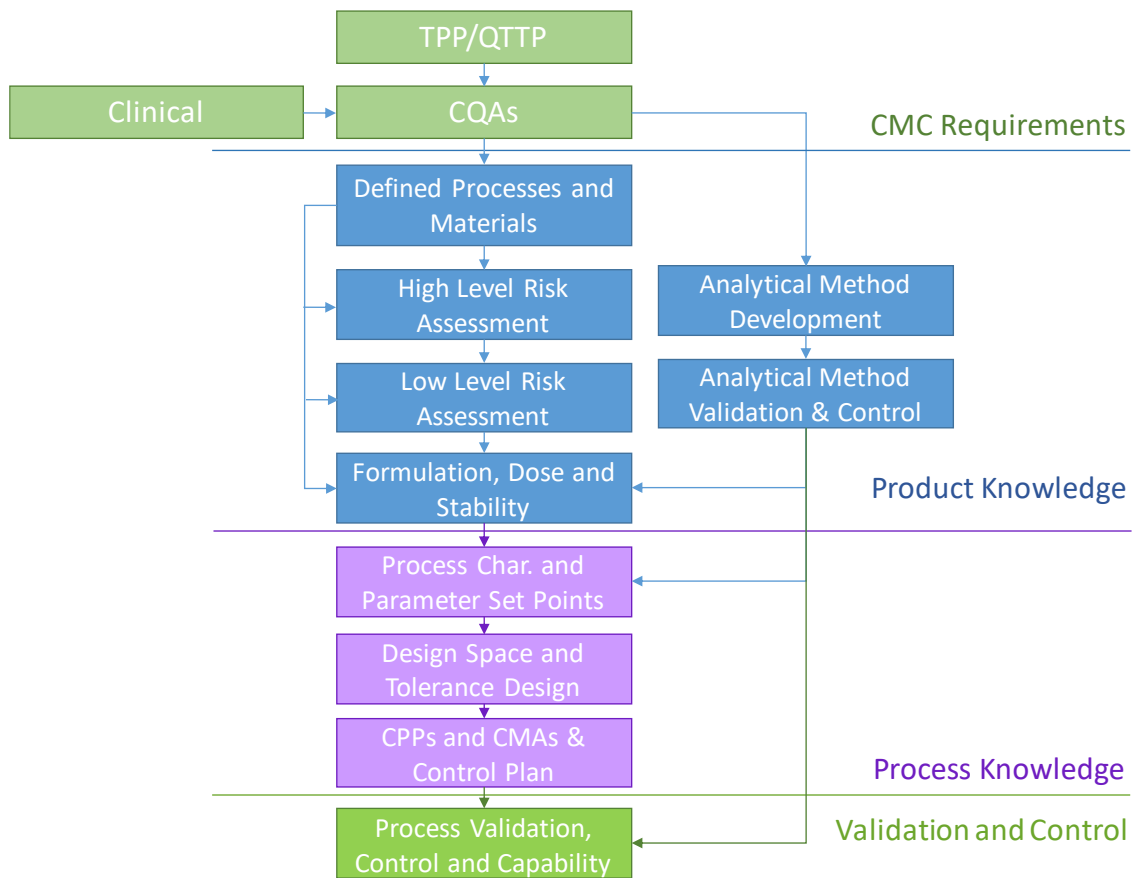 TPP/QTTP
Clinical
CQAs
CMC Requirements
Defined Processes and
Materials
High Level Risk
Assessment
Analytical Method
Development
Low Level Risk
Assessment
Analytical Method
Validation & Control
Formulation, Dose and
Stability
Product Knowledge
Process Char. and
Parameter Set Points
Design Space and
Tolerance Design
CPPs and CMAs &
Control Plan
Process Knowledge
Process Validation,
Control and Capability
Validation and Control